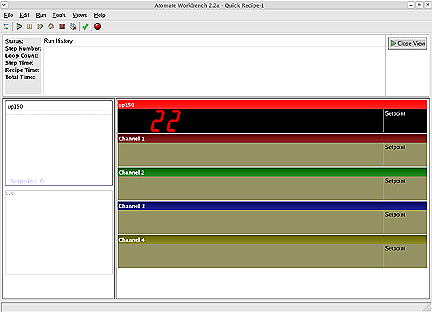 Atomate Workbench 2.2a - Quick Recipe-1
File Edit Run Tools Views Help
Status:
Step Number:
Loop Count:
Step Time:
Recipe Time:
Total Time:
Run History
Close View
up150
Setpoint: 0
1.0
up150
22
Setpoint
Channel 1
Setpoint
Channel 2
Setpoint
Channel 3
Setpoint
Channel 4
Setpoint